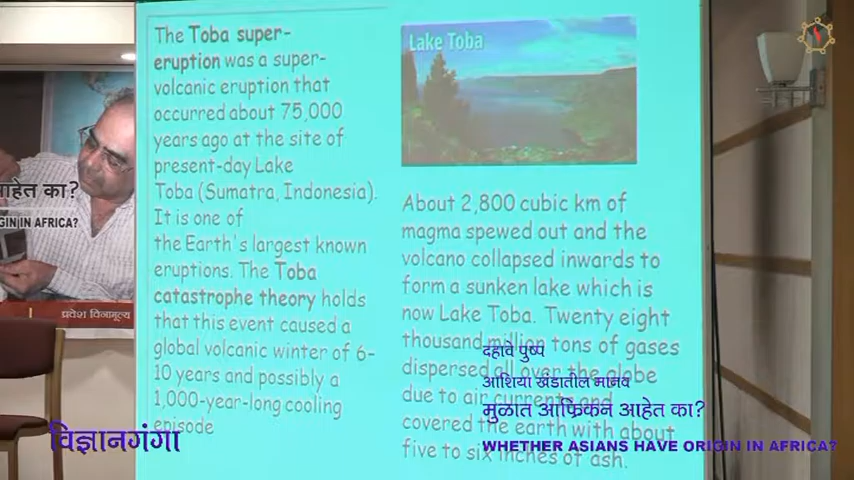 The Toba super-
eruption was a super-
volcanic eruption that
occurred about 75,000
years ago at the site of
present-day Lake
Toba (Sumatra, Indonesia).
It is one of
the Earth's largest known
eruptions. The Toba
catastrophe theory holds
that this event caused a
global volcanic winter of 6-
10 years and possibly a
1,000-year-long cooling
episode
Lake Toba
About 2,800 cubic km of
magma spewed out and the
volcano collapsed inwards to
form a sunken lake which is
now Lake Toba. Twenty eight
thousand million tons of gases
dispersed all over the globe
due to air currents and
covered the earth with about
five to six inches of ash.
आहेत का?
GIN IN AFRICA?
प्रवेश विनामूल्य
विज्ञानगंगा
दहावे पुष्प
आशिया खंडातील मानव
मुळात आफ्रिकन आहेत का?
WHETHER ASIANS HAVE ORIGIN IN AFRICA?